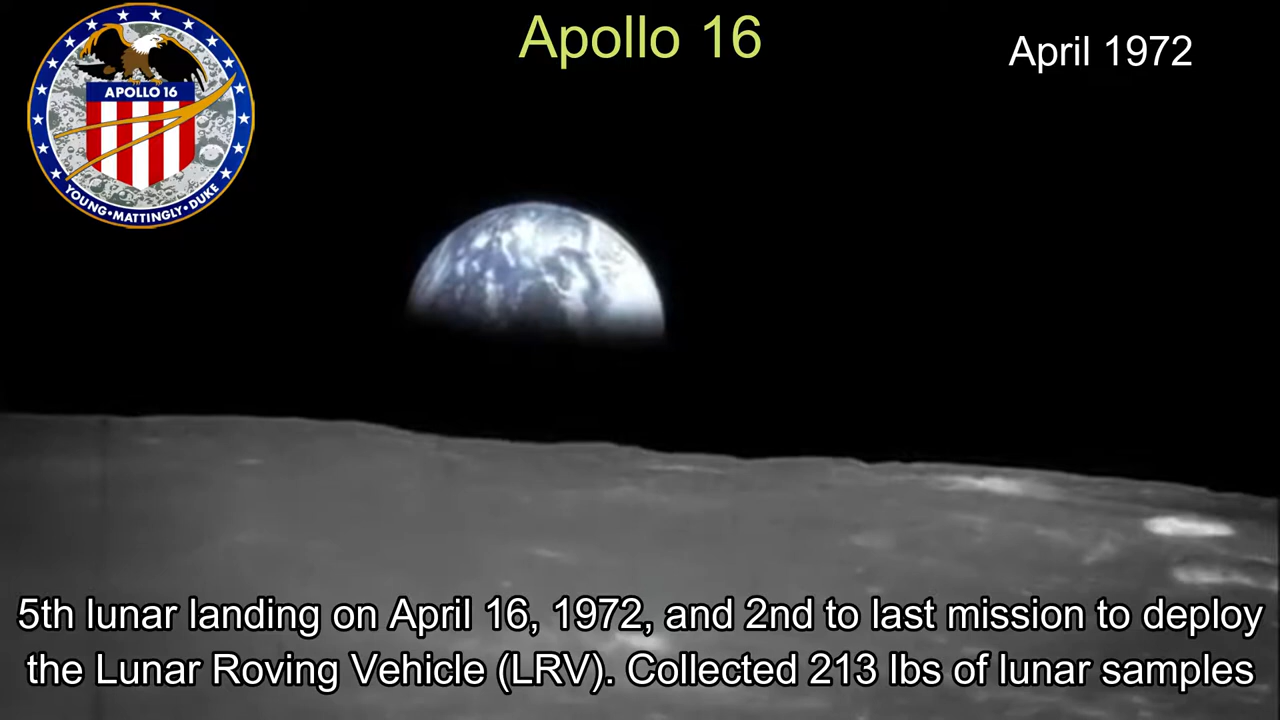 Apollo 16
April 1972
APOLLO 16
YOUNG•MATTINGLY•DUKE
5th lunar landing on April 16, 1972, and 2nd to last mission to deploy
the Lunar Roving Vehicle (LRV). Collected 213 lbs of lunar samples